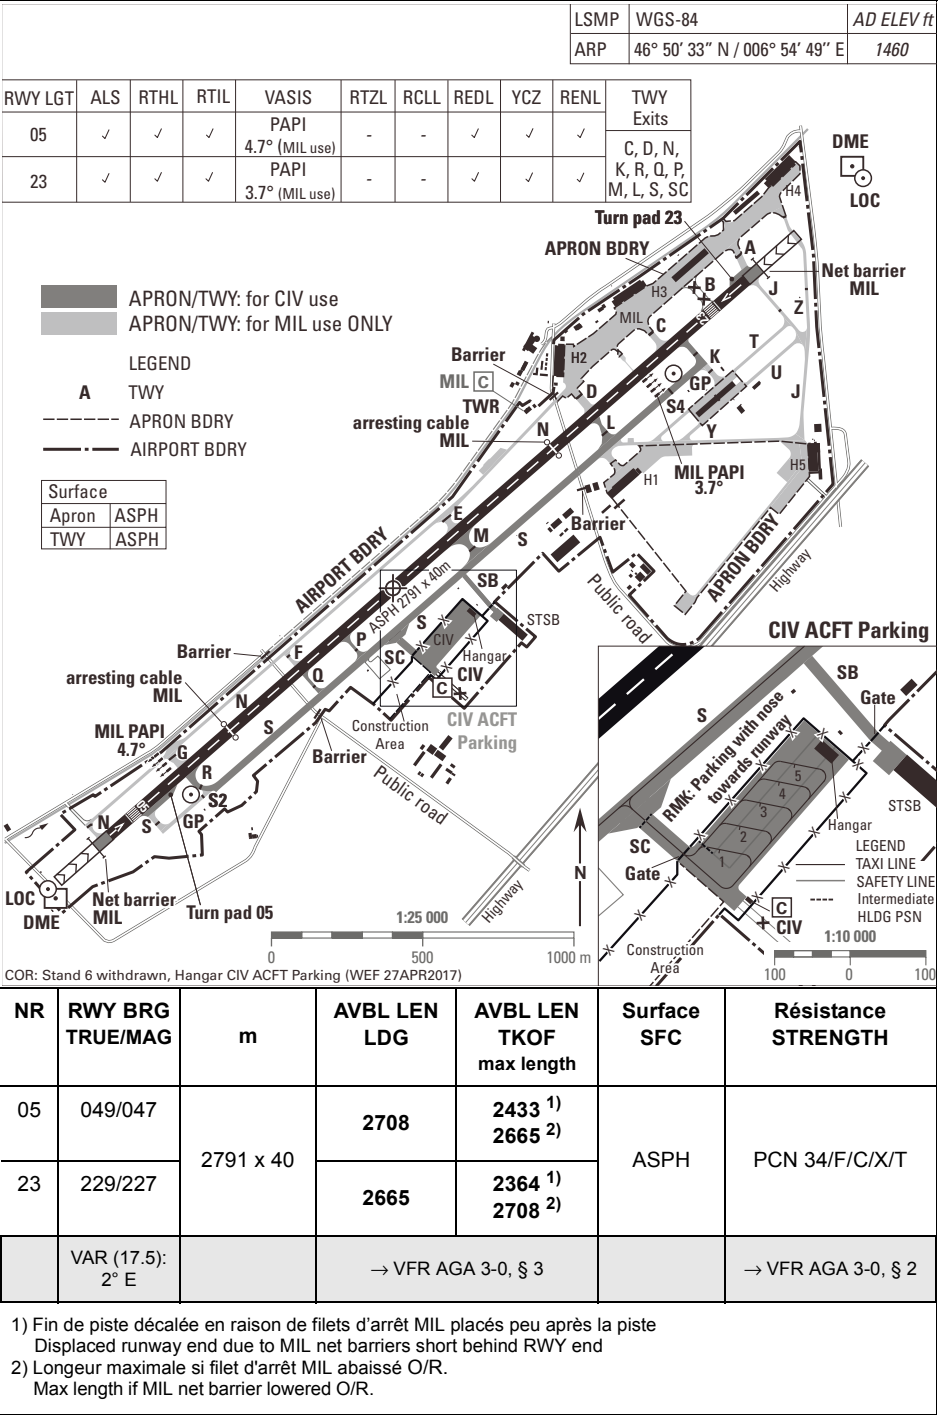 LSMP WGS-84 AD ELEV ft
ARP 46° 50′ 33″ N / 006° 54′ 49″ E 1460
RWY LGT ALS RTHL RTIL VASIS RTZL RCLL REDL YCZ RENL TWY Exits
05 ✓ ✓ ✓ PAPI 4.7° (MIL use) - - ✓ ✓ ✓
23 ✓ ✓ ✓ PAPI 3.7° (MIL use) - - ✓ ✓ ✓
C, D, N,
K, R, Q, P,
M, L, S, SC
DME
LOC
H4
Turn pad 23
APRON BDRY
A
Net barrier
MIL
B
J
H3
Z
MIL
C
23
T
APRON/TWY: for CIV use
APRON/TWY: for MIL use ONLY
LEGEND
A TWY
APRON BDRY
AIRPORT BDRY
Surface
Apron ASPH
TWY ASPH
Barrier
MIL C
TWR
H2
K
GP
U
D
S4
J
arresting cable
MIL
N
L
Y
MIL PAPI
3.7°
H1
H5
Barrier
E
M
S
AIRPORT BDRY
APRON BDRY
Highway
ASPH 2791 x 40m
SB
Public road
STSB
S
CIV
Hangar
P
SC
CIV
C
Barrier
F
Q
arresting cable
MIL
N
S
Construction
Area
CIV ACFT
Parking
MIL PAPI
4.7°
Barrier
G
R
S2
GP
Public road
05
N
S
LOC
DME
Net barrier
MIL
Turn pad 05
Highway
N
1:25 000
0 500 1000 m
COR: Stand 6 withdrawn, Hangar CIV ACFT Parking (WEF 27APR2017)
CIV ACFT Parking
SB
Gate
S
RMK: Parking with nose
towards runway
5
4
3
2
1
STSB
Hangar
SC
Gate
LEGEND
TAXI LINE
SAFETY LINE
Intermediate
HLDG PSN
C
CIV
1:10 000
Construction
Area
100 0 100
NR RWY BRG TRUE/MAG m AVBL LEN LDG AVBL LEN TKOF max length Surface SFC Résistance STRENGTH
05 049/047 2791 x 40 2708 2433 1) 2665 2) ASPH PCN 34/F/C/X/T
23 229/227 2665 2364 1) 2708 2)
VAR (17.5): 2° E → VFR AGA 3-0, § 3 → VFR AGA 3-0, § 2
1) Fin de piste décalée en raison de filets d'arrêt MIL placés peu après la piste
Displaced runway end due to MIL net barriers short behind RWY end
2) Longeur maximale si filet d'arrêt MIL abaissé O/R.
Max length if MIL net barrier lowered O/R.